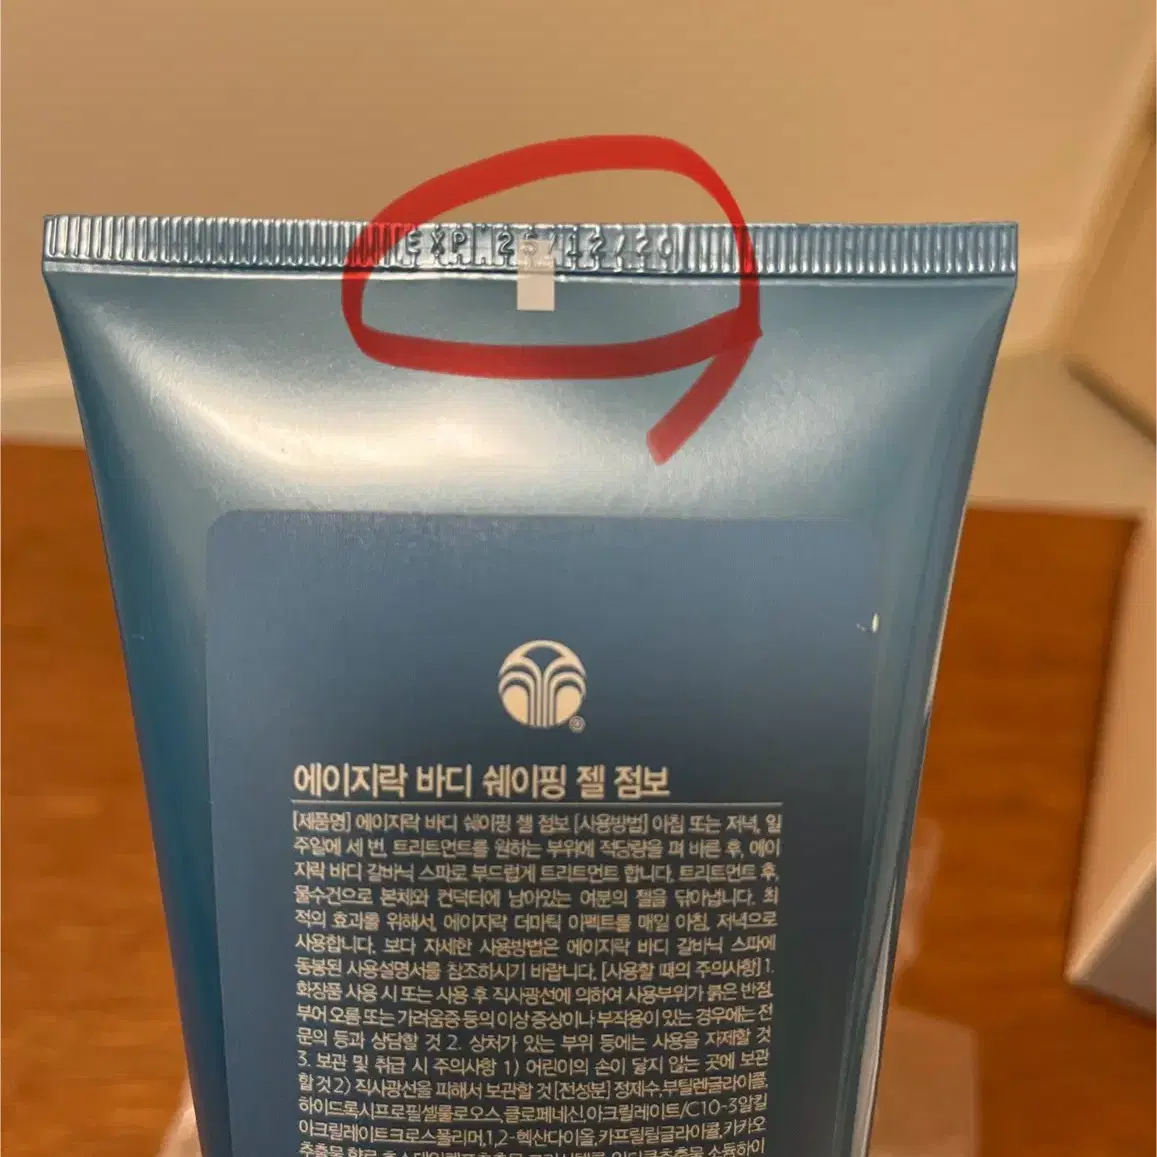 EXP 25/12/20
®
에이지락 바디 쉐이핑 젤 점보
[제품명] 에이지락 바디 쉐이핑 젤 점보 [사용방법] 아침 또는 저녁, 일
주일에 세 번, 트리트먼트를 원하는 부위에 적당량을 펴 바른 후, 에이
지락 바디 갈바닉 스파로 부드럽게 트리트먼트 합니다. 트리트먼트 후,
물수건으로 본체와 컨덕터에 남아있는 여분의 젤을 닦아냅니다. 최
적의 효과를 위해서, 에이지락 더마틱 이펙트를 매일 아침, 저녁으로
사용합니다. 보다 자세한 사용방법은 에이지락 바디 갈바닉 스파에
동봉된 사용설명서를 참조하시기 바랍니다. [사용할 때의 주의사항] 1.
화장품 사용 시 또는 사용 후 직사광선에 의하여 사용부위가 붉은 반점,
부어 오름 또는 가려움증 등의 이상 증상이나 부작용이 있는 경우에는 전
문의 등과 상담할 것 2. 상처가 있는 부위 등에는 사용을 자제할 것
3. 보관 및 취급 시 주의사항 1) 어린이의 손이 닿지 않는 곳에 보관
할 것 2) 직사광선을 피해서 보관할 것 [전성분] 정제수,부틸렌글라이콜,
하이드록시프로필셀룰로오스,클로페네신,아크릴레이트/C10-3알킬
아크릴레이트크로스폴리머,1,2-헥산다이올,카프릴릴글라이콜,카카오